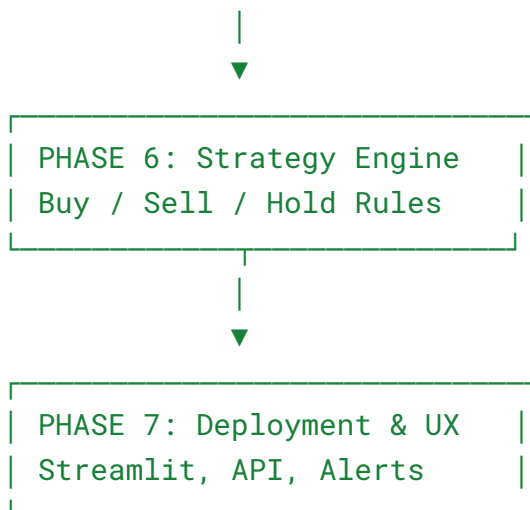 PHASE 6: Strategy Engine
Buy / Sell / Hold Rules
PHASE 7: Deployment & UX
Streamlit, API, Alerts